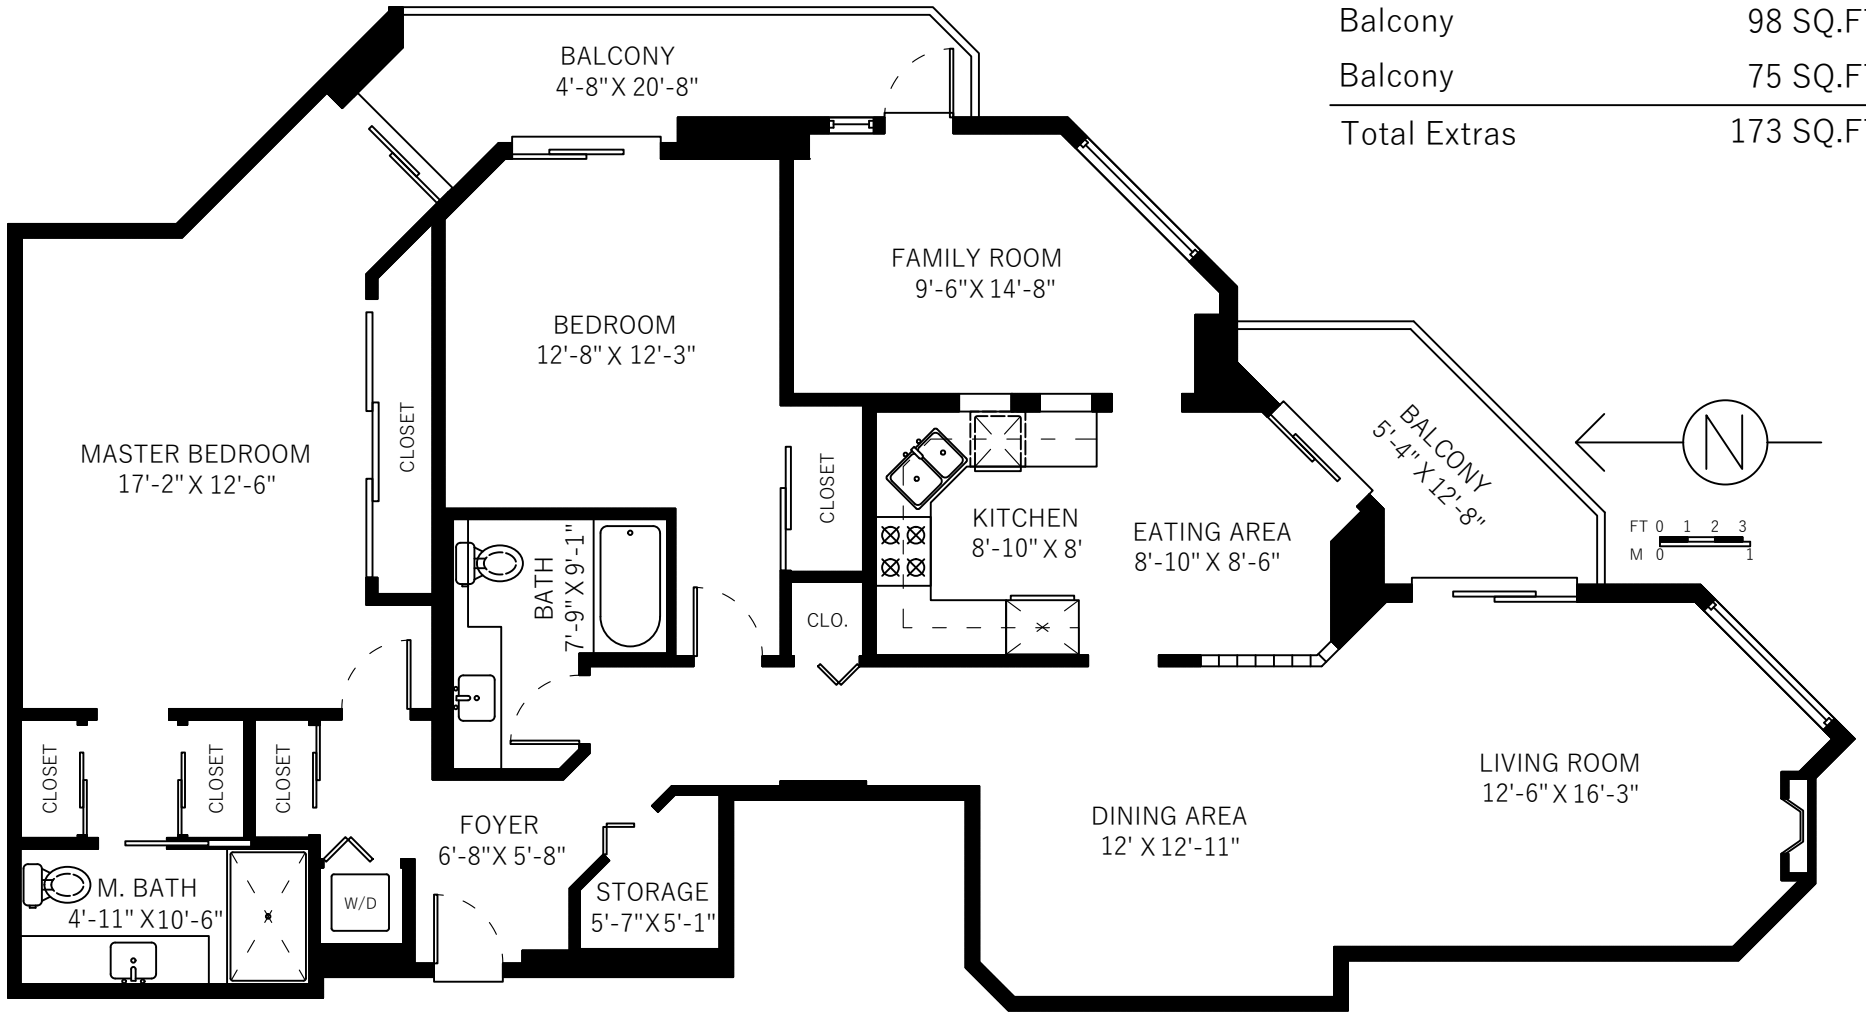 Balcony 98 SQ.FT
Balcony 75 SQ.FT
Total Extras 173 SQ.FT
BALCONY
4'-8" X 20'-8"
FAMILY ROOM
9'-6" X 14'-8"
BEDROOM
12'-8" X 12'-3"
MASTER BEDROOM
17'-2" X 12'-6"
CLOSET
CLOSET
BALCONY
5'-4" X 12'-8"
N
FT 0 1 2 3
M 0 1
KITCHEN
8'-10" X 8'
EATING AREA
8'-10" X 8'-6"
BATH
7'-9" X 9'-1"
CLO.
CLOSET
CLOSET
CLOSET
LIVING ROOM
12'-6" X 16'-3"
DINING AREA
12' X 12'-11"
FOYER
6'-8" X 5'-8"
STORAGE
5'-7" X 5'-1"
M. BATH
4'-11" X 10'-6"
W/D